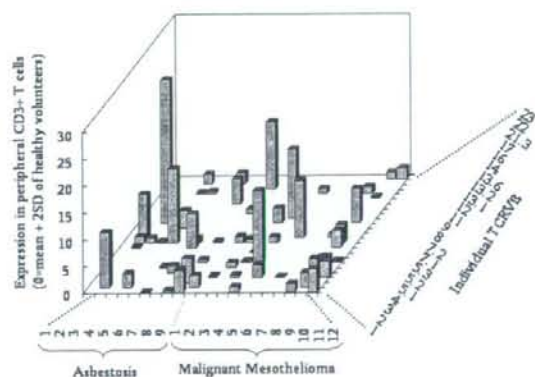 Expression in peripheral CD3+ T cells
(0=mean + 2SD of healthy volunteers)
30
25
20
15
10
5
0
1 2 3 4 5 6 7 8 9 1 2 3 4 5 6 7 8 9 10 11 12
Asbestosis Malignant Mesothelioma
Individual TCRVB